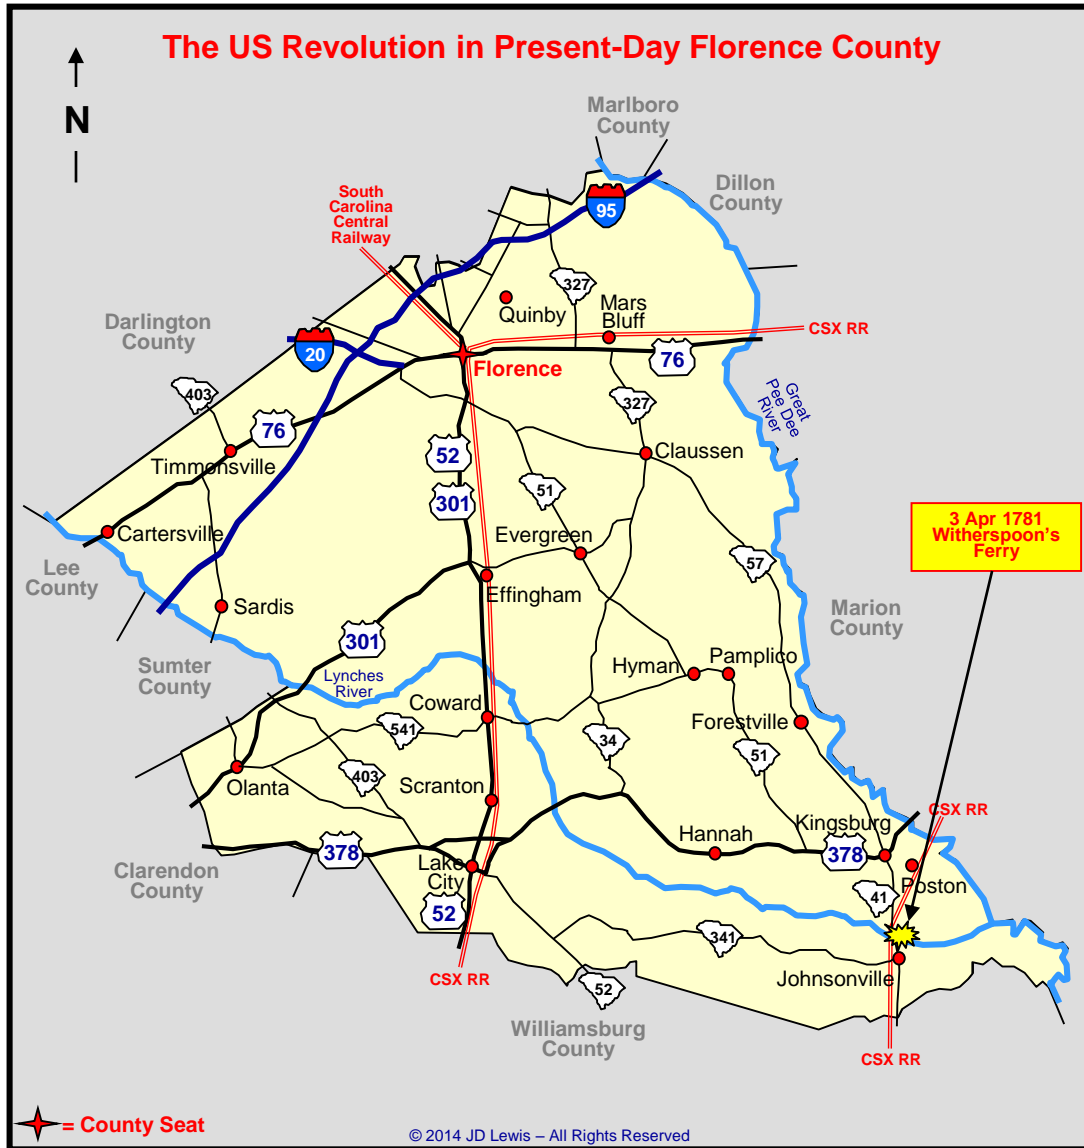 The US Revolution in Present-Day Florence County
N
Marlboro
County
South
Carolina
Central
Railway
95
Dillon
County
327
Quinby
Mars
Bluff
CSX RR
Darlington
County
20
Florence
76
403
76
327
Great
Pee Dee
River
52
Claussen
Timmonsville
51
301
3 Apr 1781
Witherspoon's
Ferry
Cartersville
Evergreen
57
Lee
County
Effingham
Sardis
Marion
County
301
Sumter
County
Lynches
River
Hyman
Pamplico
Coward
Forestville
541
34
51
403
Olanta
Scranton
CSX RR
Hannah
Kingsburg
378
378
Clarendon
County
Lake
City
Poston
41
52
341
CSX RR
Johnsonville
52
Williamsburg
County
CSX RR
= County Seat
© 2014 JD Lewis – All Rights Reserved